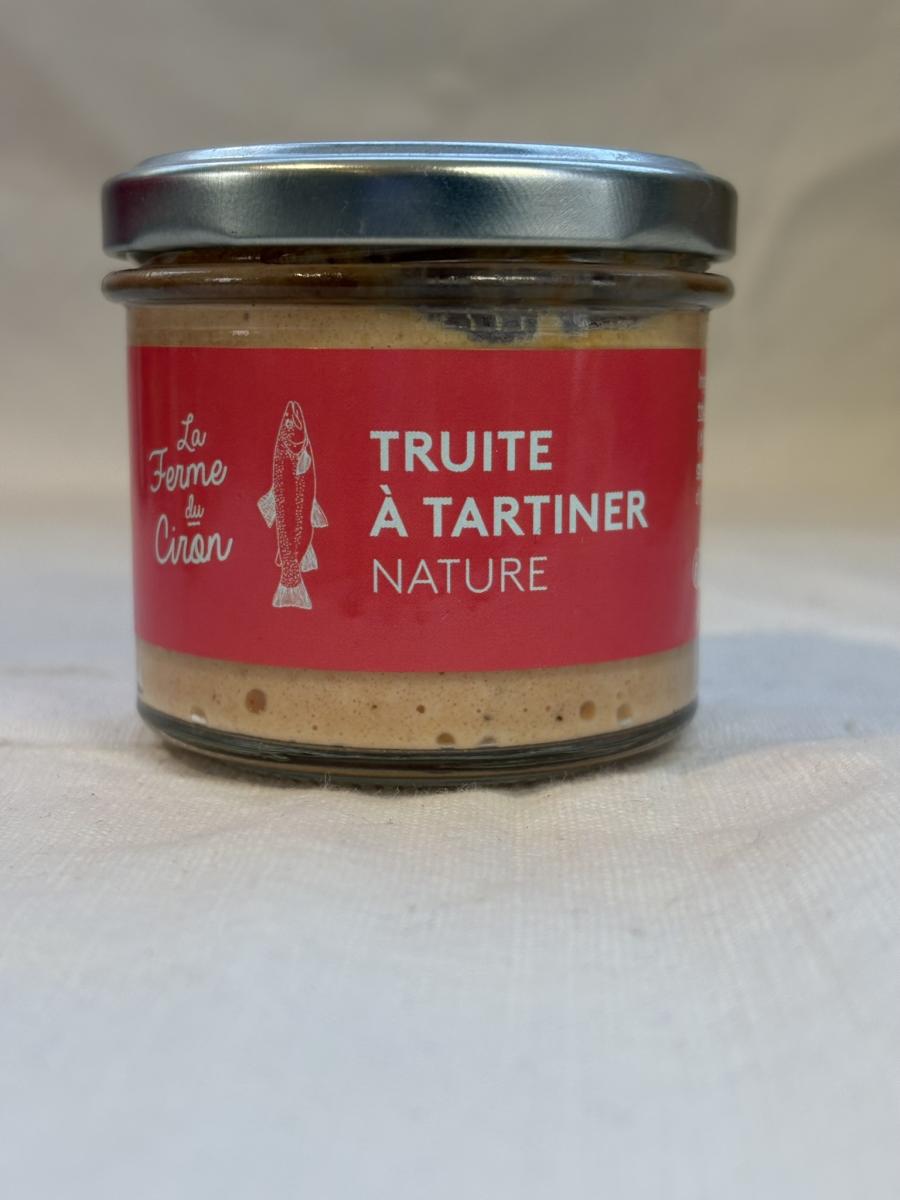 La
Ferme
du
Ciron
TRUITE
À TARTINER
NATURE